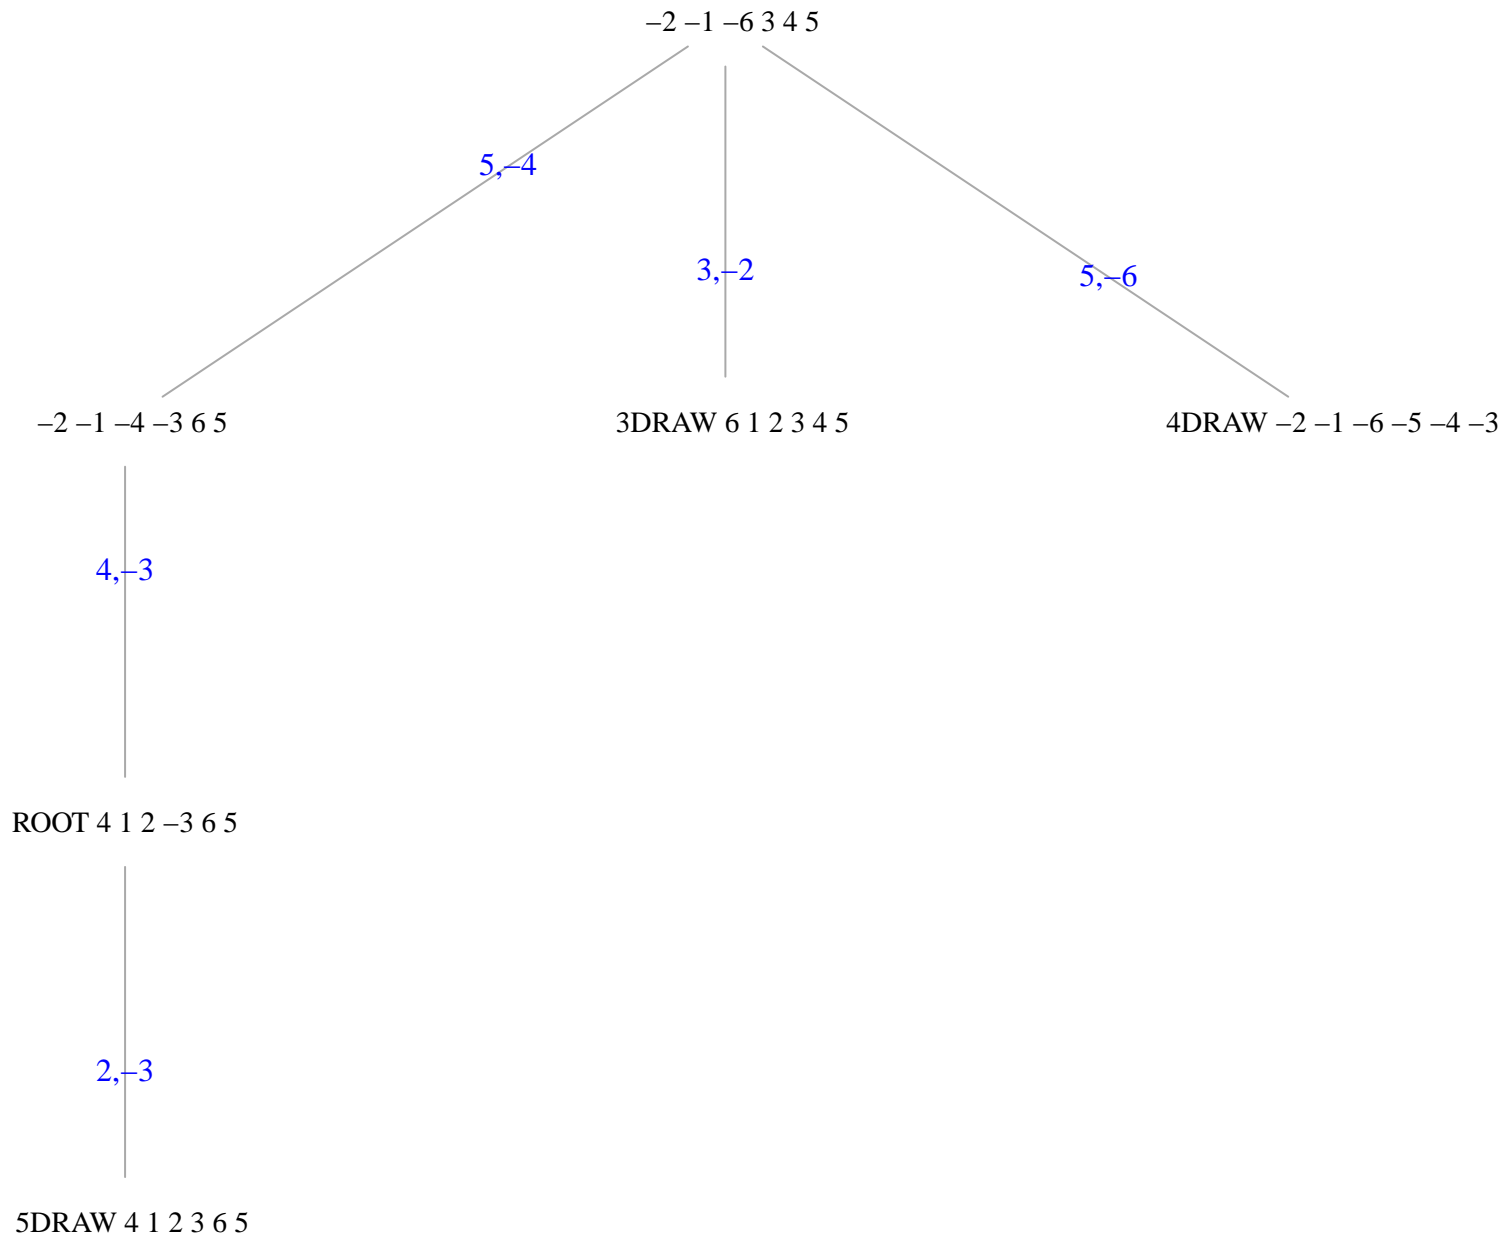 –2 –1 –6 3 4 5
5,–4
3,–2
5,–6
–2 –1 –4 –3 6 5
3DRAW 6 1 2 3 4 5
4DRAW –2 –1 –6 –5 –4 –3
4,–3
ROOT 4 1 2 –3 6 5
2,–3
5DRAW 4 1 2 3 6 5